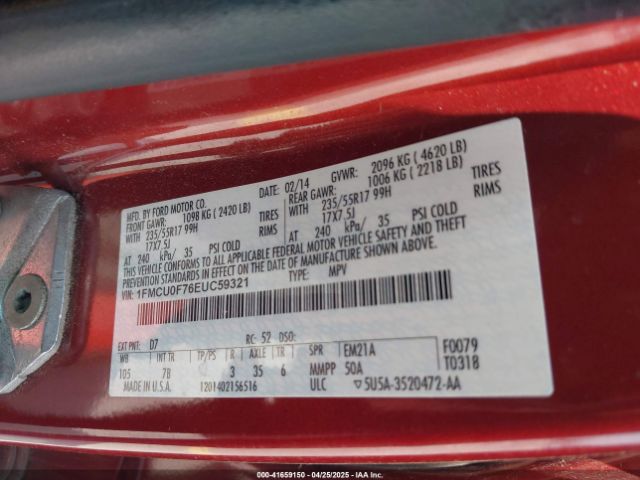 MFD. BY FORD MOTOR CO.
DATE: 02/14 GVWR: 2096 KG ( 4620 LB)
FRONT GAWR: 1098 KG ( 2420 LB) REAR GAWR: 1006 KG ( 2218 LB)
WITH 235/55R17 99H TIRES WITH 235/55R17 99H TIRES
17X7.5J RIMS 17X7.5J RIMS
AT 240 kPa/ 35 PSI COLD AT 240 kPa/ 35 PSI COLD
THIS VEHICLE CONFORMS TO ALL APPLICABLE FEDERAL MOTOR VEHICLE SAFETY AND THEFT
PREVENTION STANDARDS IN EFFECT ON THE DATE OF MANUFACTURE SHOWN ABOVE.
VIN: 1FMCU0F76EUC59321 TYPE: MPV
EXT PNT: D7 RC: 52 DSO:
WB INT TR TP/PS R AXLE TR SPR EM21A F0079
105 7B 3 35 6 MMPP 50A T0318
MADE IN U.S.A. 1201402156516 ULC 5U5A-3520472-AA
000-41659150 - 04/25/2025 - IAA Inc.